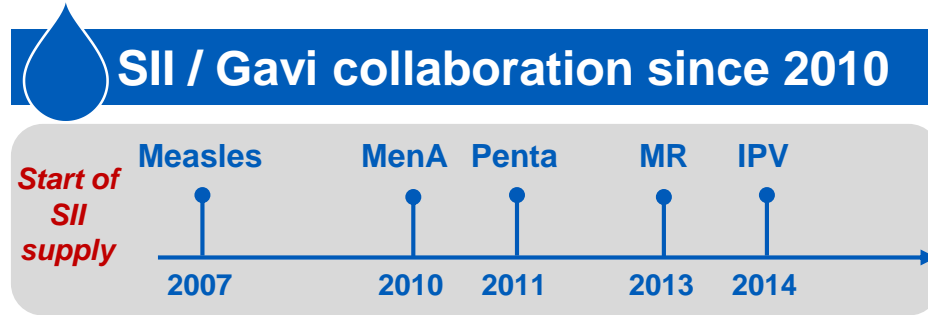 SII / Gavi collaboration since 2010
Measles MenA Penta MR IPV
Start of
SII
supply
2007 2010 2011 2013 2014